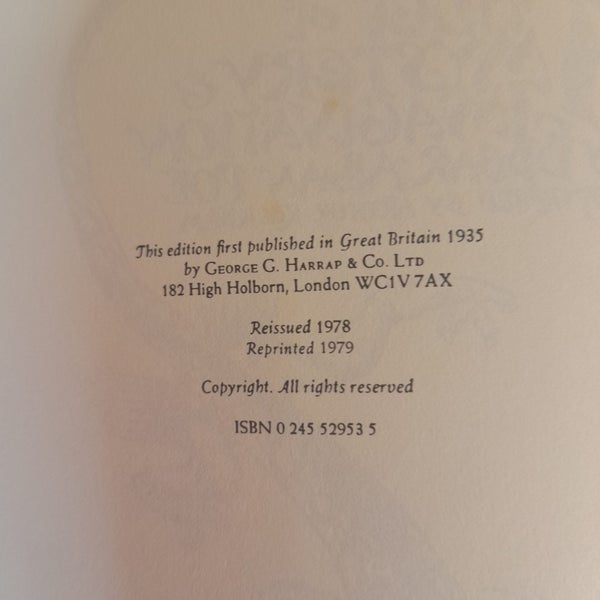 This edition first published in Great Britain 1935
by George G. Harrap & Co. Ltd
182 High Holborn, London WC1V 7AX
Reissued 1978
Reprinted 1979
Copyright. All rights reserved
ISBN 0 245 52953 5